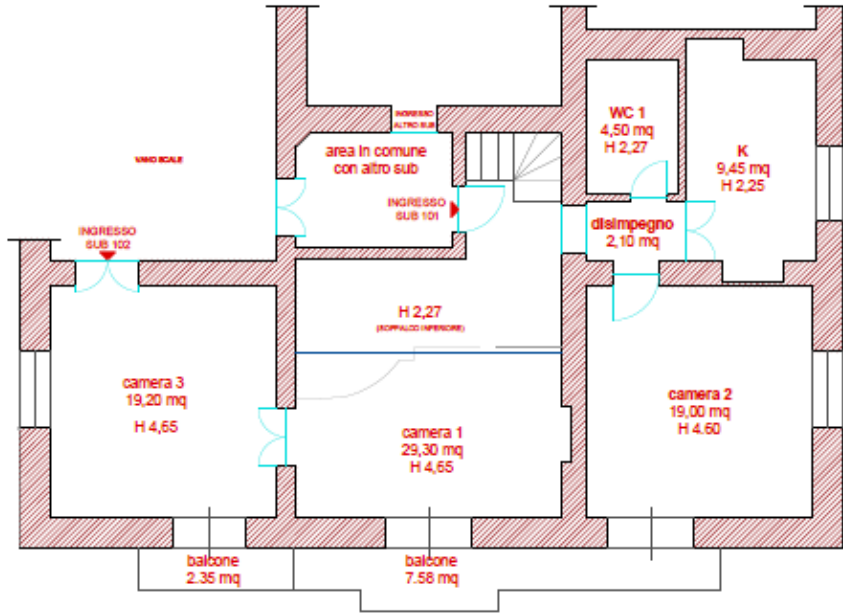 INGRESSO
ALTRO SUB
WC 1
4,50 mq
H 2,27
K
9,45 mq
H 2,25
VANO SCALE
area in comune
con altro sub
INGRESSO
SUB 101
INGRESSO
SUB 102
disimpegno
2,10 mq
H 2,27
(SOPPALCO INFERIORE)
camera 3
19,20 mq
H 4,65
camera 1
29,30 mq
H 4,65
camera 2
19,00 mq
H 4.60
balcone
2.35 mq
balcone
7.58 mq